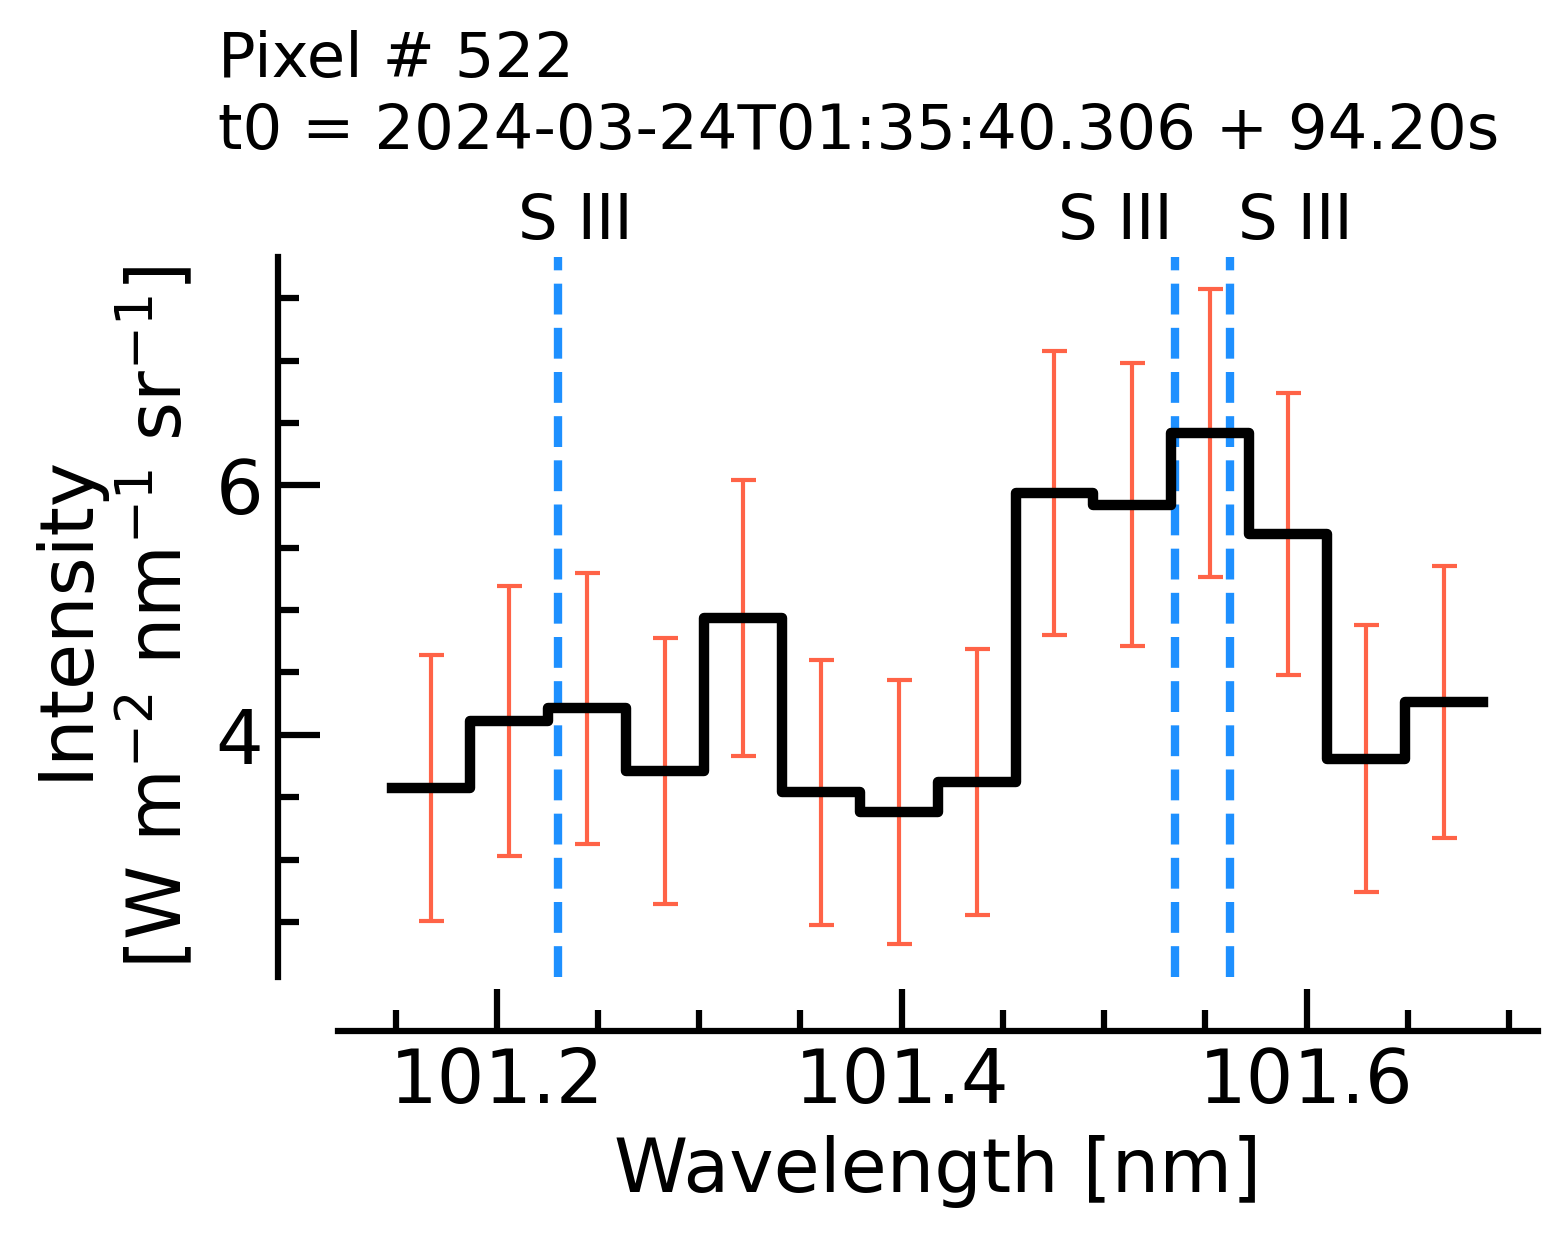 Pixel # 522
t0 = 2024-03-24T01:35:40.306 + 94.20s
S III S III S III
Intensity
[W m⁻² nm⁻¹ sr⁻¹]
6
4
101.2 101.4 101.6
Wavelength [nm]